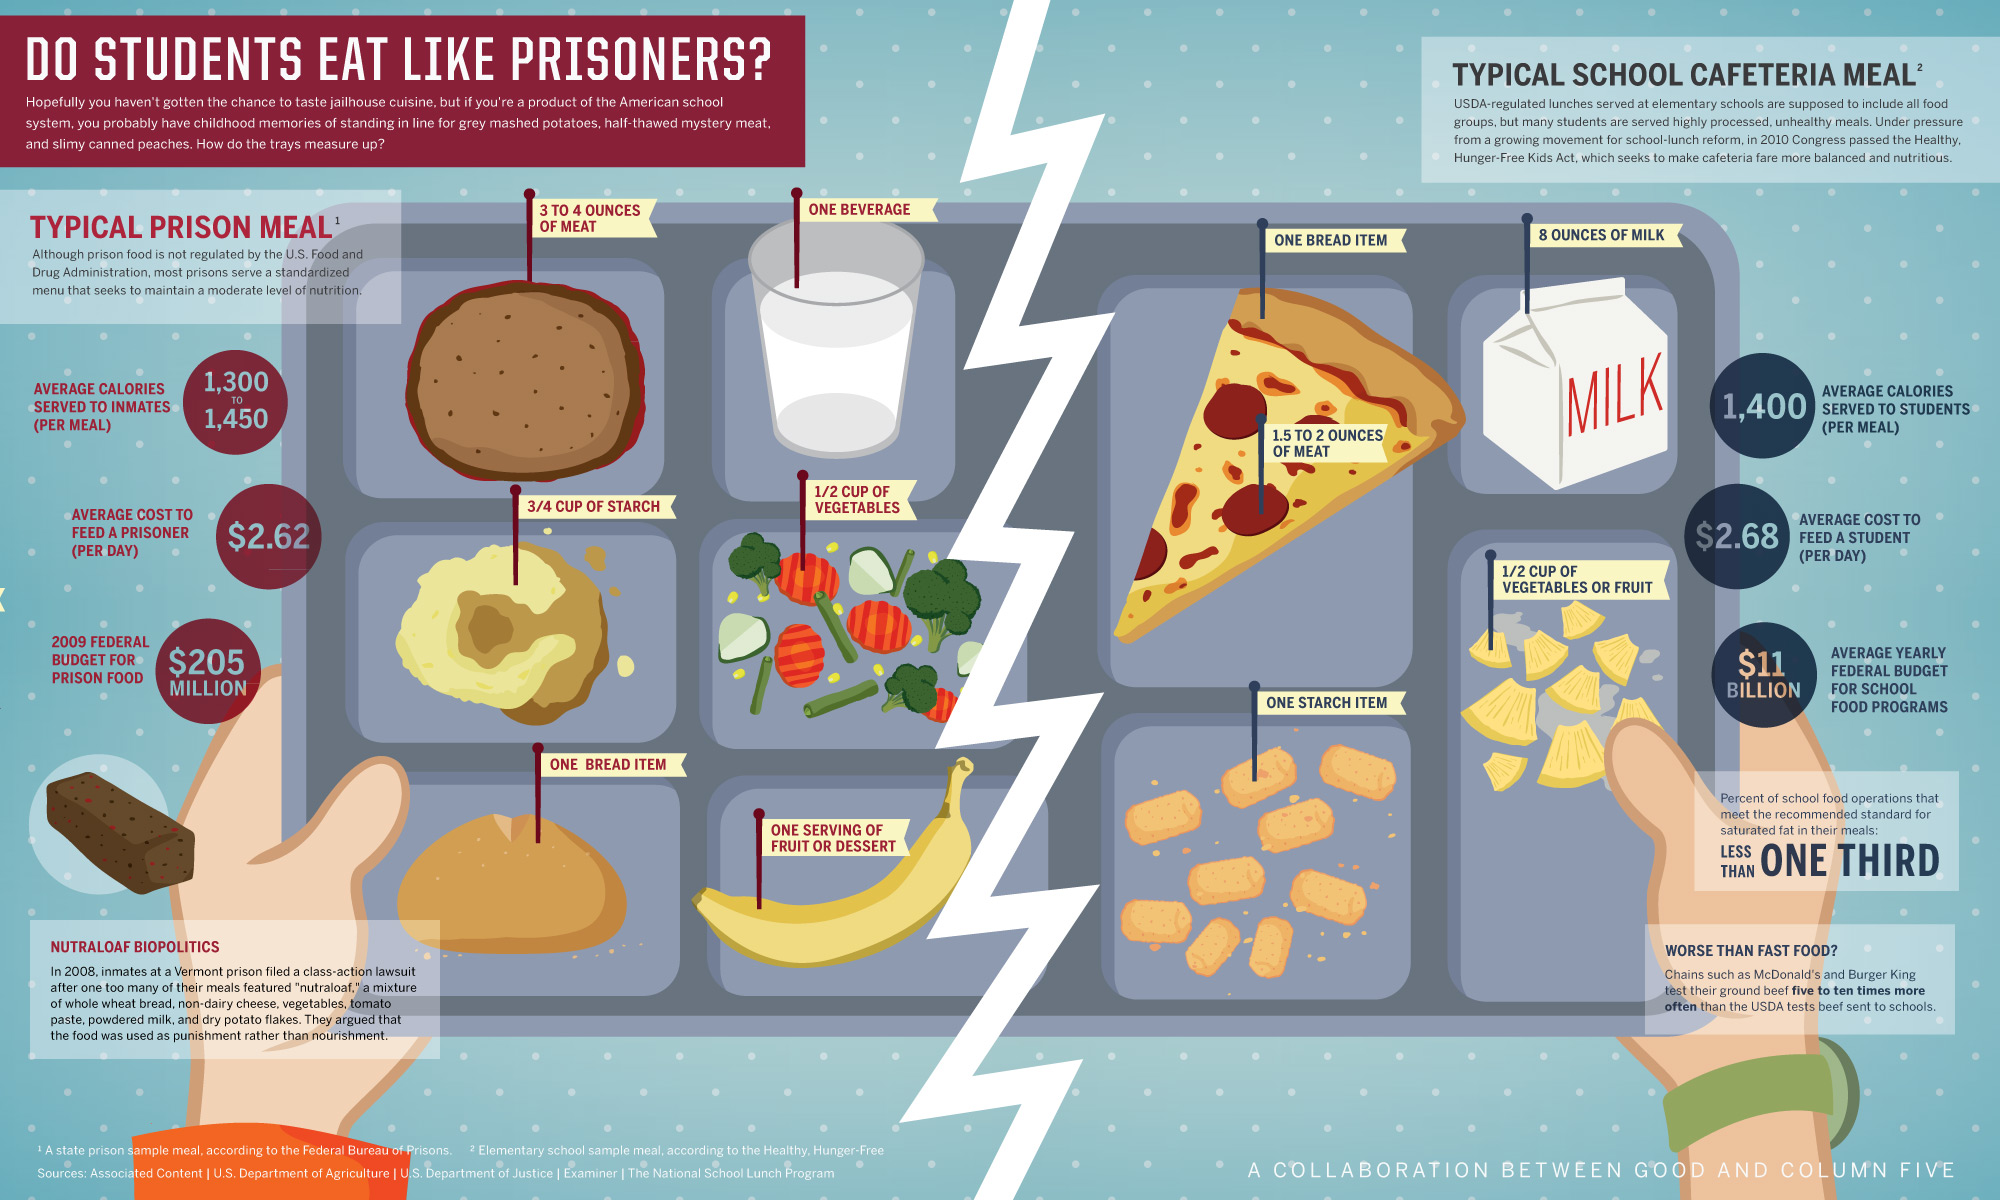 DO STUDENTS EAT LIKE PRISONERS?
Hopefully you haven't gotten the chance to taste jailhouse cuisine, but if you're a product of the American school
system, you probably have childhood memories of standing in line for grey mashed potatoes, half-thawed mystery meat,
and slimy canned peaches. How do the trays measure up?
TYPICAL PRISON MEAL¹
Although prison food is not regulated by the U.S. Food and
Drug Administration, most prisons serve a standardized
menu that seeks to maintain a moderate level of nutrition.
AVERAGE CALORIES
SERVED TO INMATES
(PER MEAL)
1,300
TO
1,450
AVERAGE COST TO
FEED A PRISONER
(PER DAY)
$2.62
2009 FEDERAL
BUDGET FOR
PRISON FOOD
$205
MILLION
3 TO 4 OUNCES
OF MEAT
ONE BEVERAGE
3/4 CUP OF STARCH
1/2 CUP OF
VEGETABLES
ONE BREAD ITEM
ONE SERVING OF
FRUIT OR DESSERT
NUTRALOAF BIOPOLITICS
In 2008, inmates at a Vermont prison filed a class-action lawsuit
after one too many of their meals featured "nutraloaf," a mixture
of whole wheat bread, non-dairy cheese, vegetables, tomato
paste, powdered milk, and dry potato flakes. They argued that
the food was used as punishment rather than nourishment.
TYPICAL SCHOOL CAFETERIA MEAL²
USDA-regulated lunches served at elementary schools are supposed to include all food
groups, but many students are served highly processed, unhealthy meals. Under pressure
from a growing movement for school-lunch reform, in 2010 Congress passed the Healthy,
Hunger-Free Kids Act, which seeks to make cafeteria fare more balanced and nutritious.
ONE BREAD ITEM
8 OUNCES OF MILK
MILK
1.5 TO 2 OUNCES
OF MEAT
1/2 CUP OF
VEGETABLES OR FRUIT
ONE STARCH ITEM
1,400
AVERAGE CALORIES
SERVED TO STUDENTS
(PER MEAL)
$2.68
AVERAGE COST TO
FEED A STUDENT
(PER DAY)
$11
BILLION
AVERAGE YEARLY
FEDERAL BUDGET
FOR SCHOOL
FOOD PROGRAMS
Percent of school food operations that
meet the recommended standard for
saturated fat in their meals:
LESS
THAN ONE THIRD
WORSE THAN FAST FOOD?
Chains such as McDonald's and Burger King
test their ground beef five to ten times more
often than the USDA tests beef sent to schools.
¹ A state prison sample meal, according to the Federal Bureau of Prisons. ² Elementary school sample meal, according to the Healthy, Hunger-Free
Sources: Associated Content | U.S. Department of Agriculture | U.S. Department of Justice | Examiner | The National School Lunch Program
A COLLABORATION BETWEEN GOOD AND COLUMN FIVE